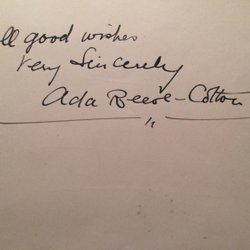 ll good wishes
Very Sincerely
Ada Reeve-Cotton